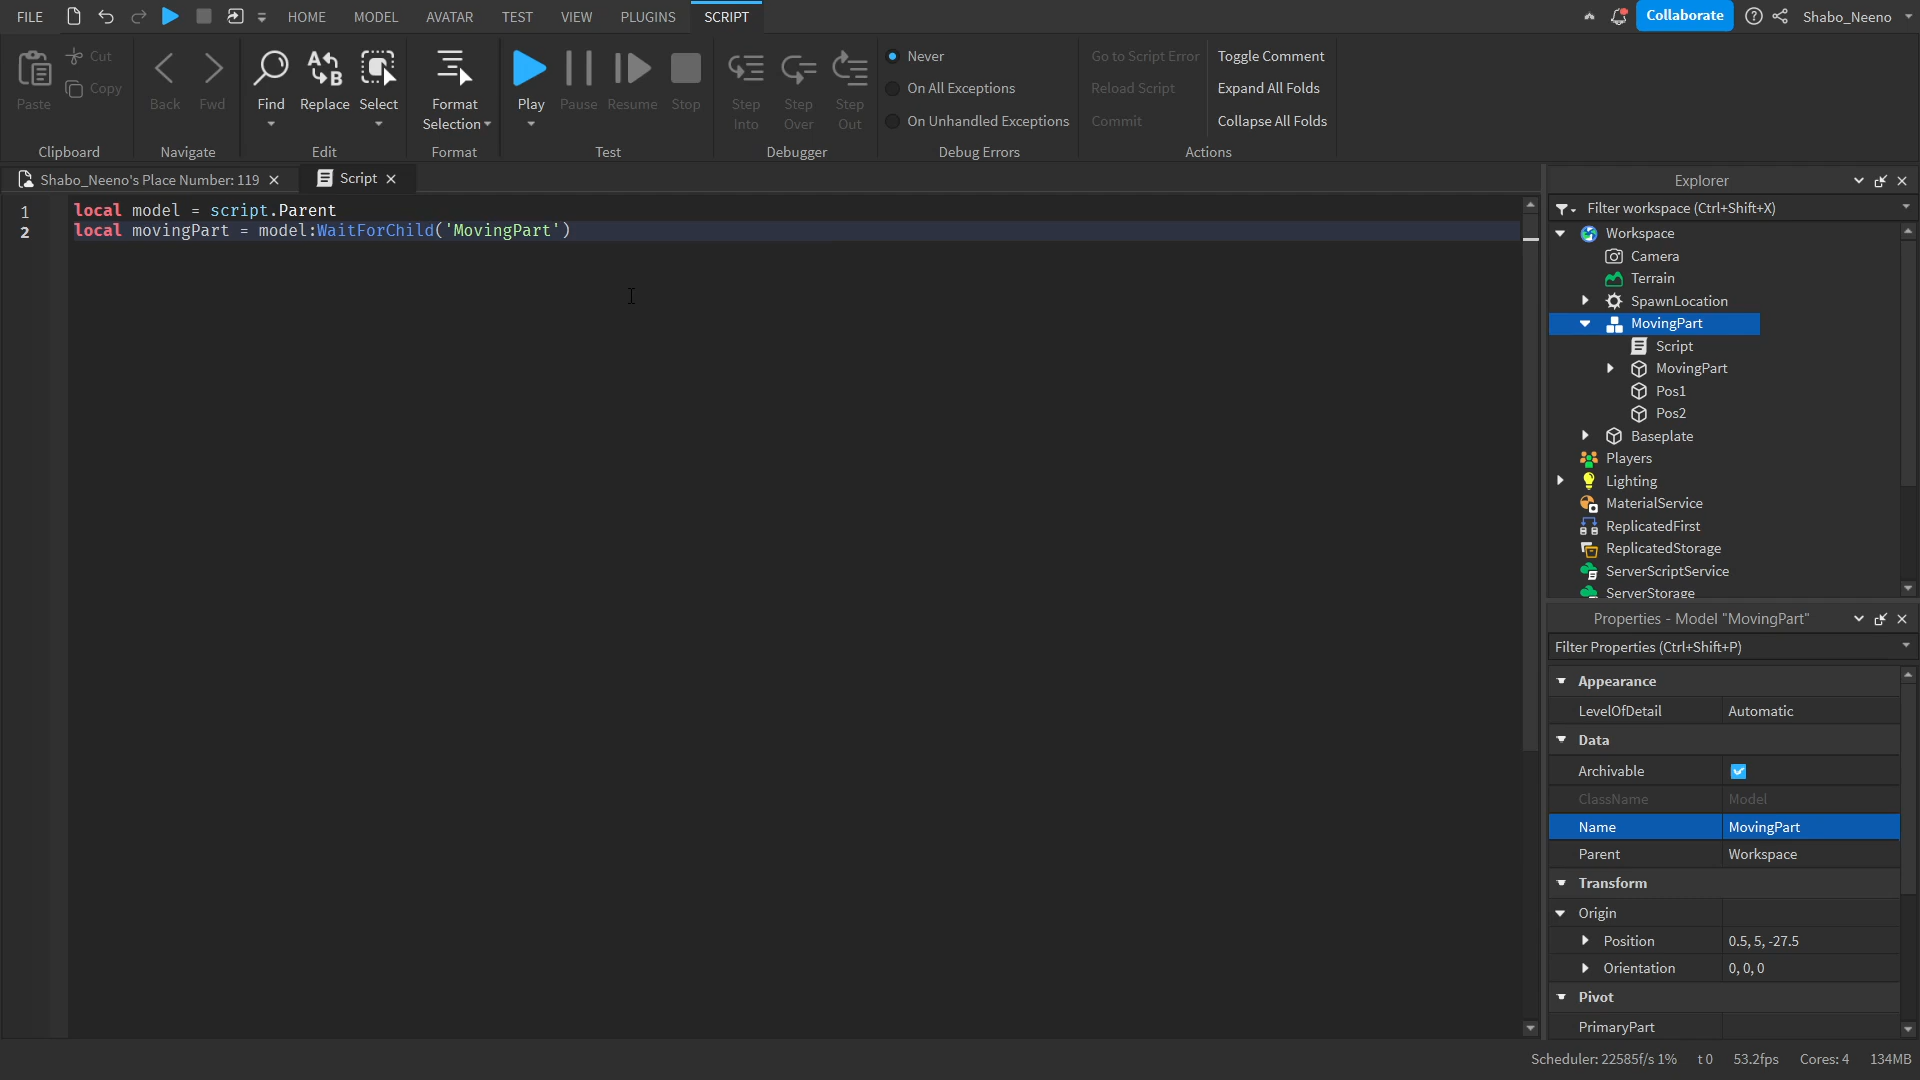 FILE HOME MODEL AVATAR TEST VIEW PLUGINS SCRIPT Collaborate Shabo_Neeno
Paste Cut Copy Back Fwd Find Replace Select Format Selection Play Pause Resume Stop Step Into Step Over Step Out
Never
On All Exceptions
On Unhandled Exceptions
Go to Script Error
Reload Script
Commit
Toggle Comment
Expand All Folds
Collapse All Folds
Clipboard Navigate Edit Format Test Debugger Debug Errors Actions
Shabo_Neeno's Place Number: 119 Script
1 local model = script.Parent
2 local movingPart = model:WaitForChild('MovingPart')
Explorer
Filter workspace (Ctrl+Shift+X)
Workspace
Camera
Terrain
SpawnLocation
MovingPart
Script
MovingPart
Pos1
Pos2
Baseplate
Players
Lighting
MaterialService
ReplicatedFirst
ReplicatedStorage
ServerScriptService
ServerStorage
Properties - Model "MovingPart"
Filter Properties (Ctrl+Shift+P)
Appearance
LevelOfDetail Automatic
Data
Archivable
ClassName Model
Name MovingPart
Parent Workspace
Transform
Origin
Position 0.5, 5, -27.5
Orientation 0, 0, 0
Pivot
PrimaryPart
Scheduler: 22585f/s 1% t 0 53.2fps Cores: 4 134MB